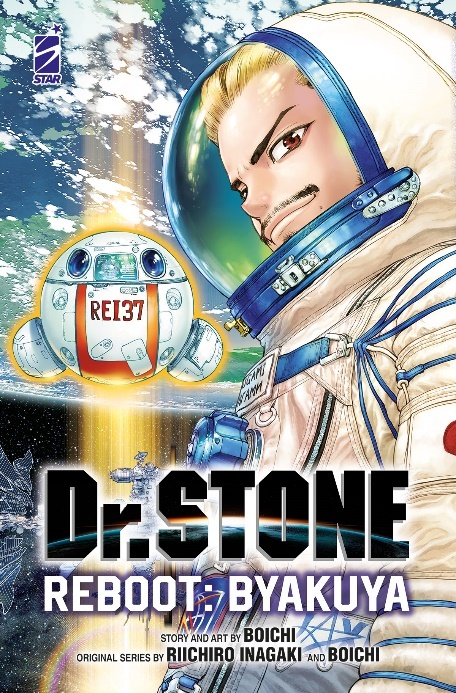 STAR
REI37
Dr.STONE
REBOOT: BYAKUYA
STORY AND ART BY BOICHI
ORIGINAL SERIES BY RIICHIRO INAGAKI AND BOICHI